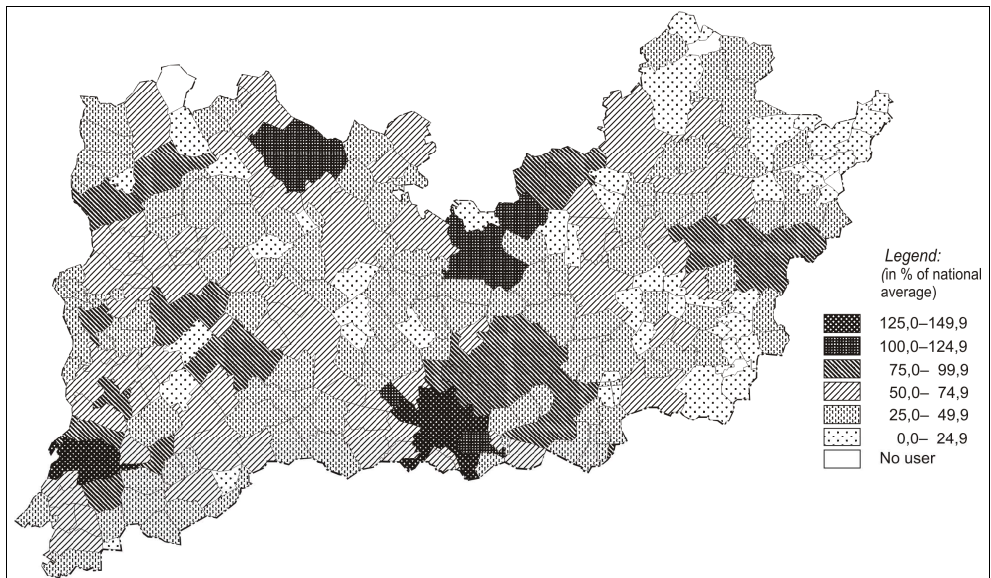 Legend:
(in % of national
average)
125,0–149,9
100,0–124,9
75,0– 99,9
50,0– 74,9
25,0– 49,9
0,0– 24,9
No user